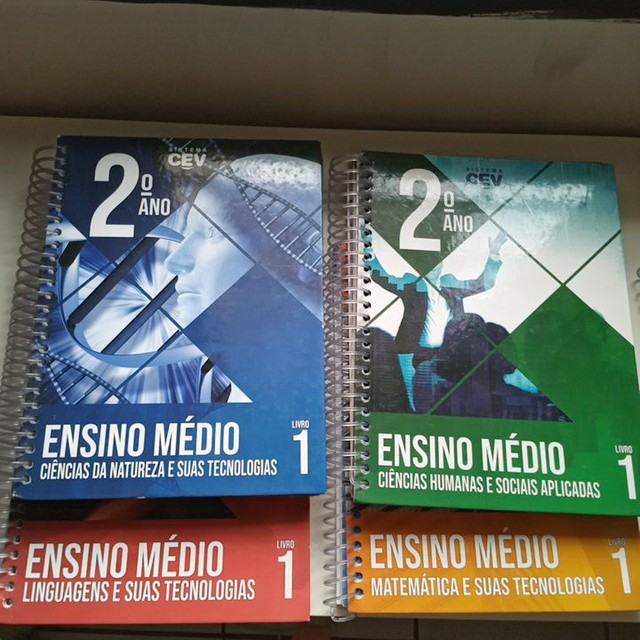 SISTEMA
CEV
2º
ANO
ENSINO MÉDIO
CIÊNCIAS DA NATUREZA E SUAS TECNOLOGIAS
LIVRO
1
SISTEMA
CEV
2º
ANO
ENSINO MÉDIO
CIÊNCIAS HUMANAS E SOCIAIS APLICADAS
LIVRO
1
ENSINO MÉDIO
LINGUAGENS E SUAS TECNOLOGIAS
LIVRO
1
ENSINO MÉDIO
MATEMÁTICA E SUAS TECNOLOGIAS
LIVRO
1